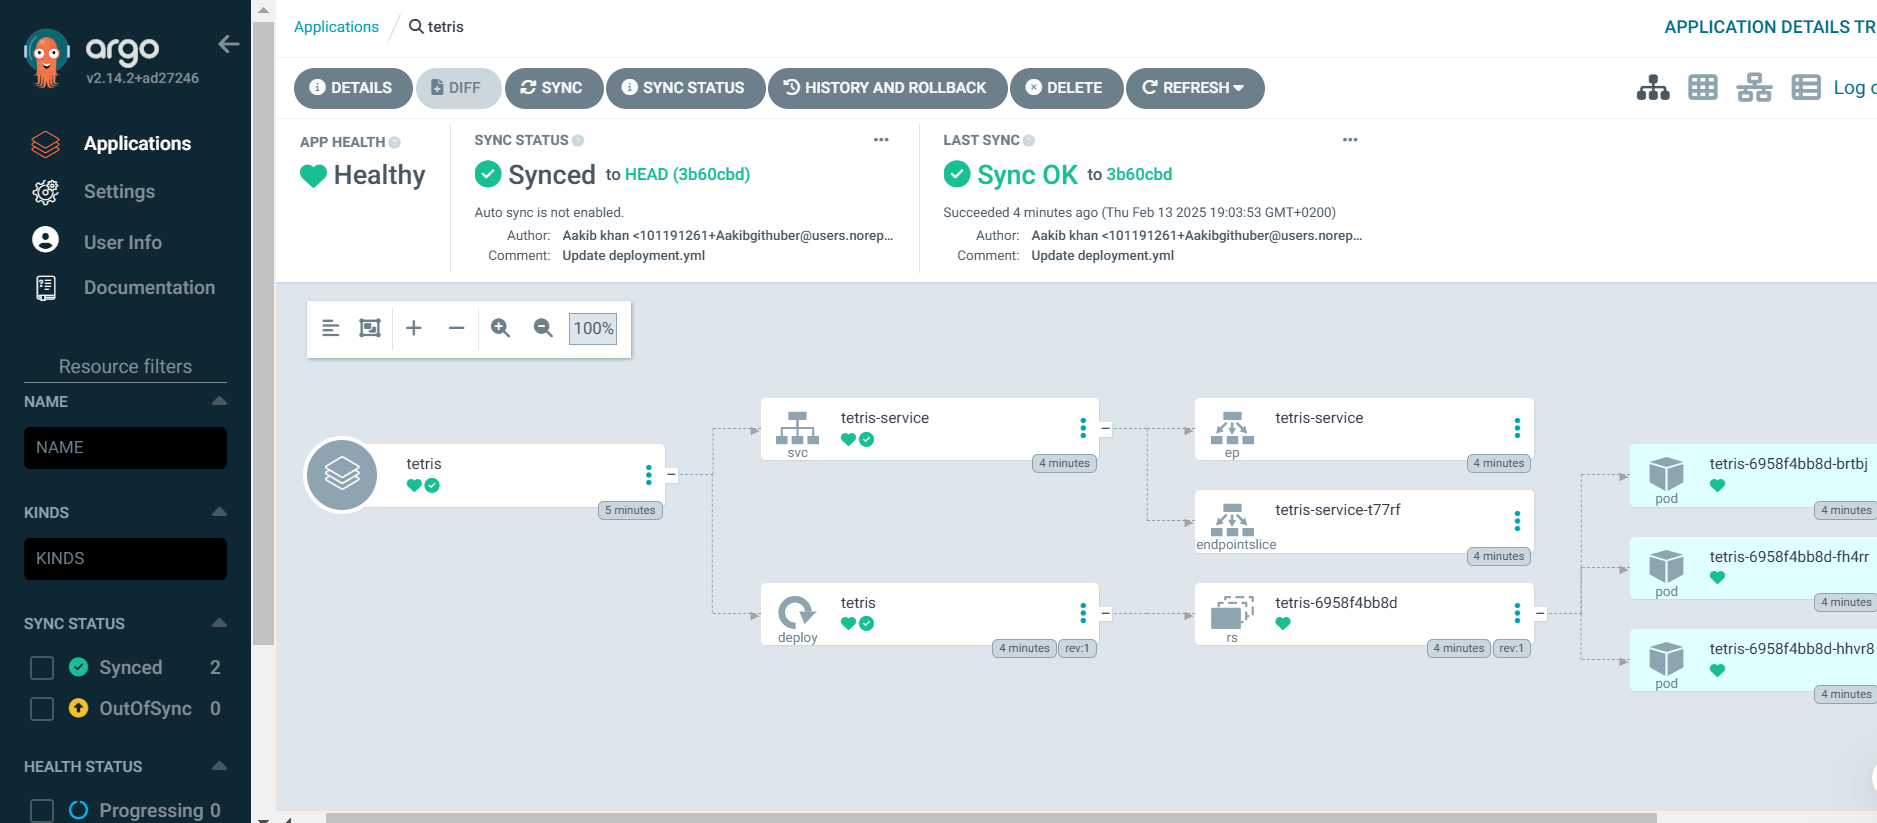 argo
v2.14.2+ad27246
Applications
Settings
User Info
Documentation
Resource filters
NAME
NAME
KINDS
KINDS
SYNC STATUS
Synced 2
OutOfSync 0
HEALTH STATUS
Progressing 0
Applications / tetris
APPLICATION DETAILS TR
DETAILS
DIFF
SYNC
SYNC STATUS
HISTORY AND ROLLBACK
DELETE
REFRESH
Log o
APP HEALTH
Healthy
SYNC STATUS
Synced to HEAD (3b60cbd)
Auto sync is not enabled.
Author: Aakib khan <101191261+Aakibgithuber@users.norep...
Comment: Update deployment.yml
LAST SYNC
Sync OK to 3b60cbd
Succeeded 4 minutes ago (Thu Feb 13 2025 19:03:53 GMT+0200)
Author: Aakib khan <101191261+Aakibgithuber@users.norep...
Comment: Update deployment.yml
100%
tetris
5 minutes
tetris-service
svc
4 minutes
tetris
deploy
4 minutes rev:1
tetris-service
ep
4 minutes
tetris-service-t77rf
endpointslice
4 minutes
tetris-6958f4bb8d
rs
4 minutes rev:1
tetris-6958f4bb8d-brtbj
pod
4 minutes
tetris-6958f4bb8d-fh4rr
pod
4 minutes
tetris-6958f4bb8d-hhvr8
pod
4 minutes